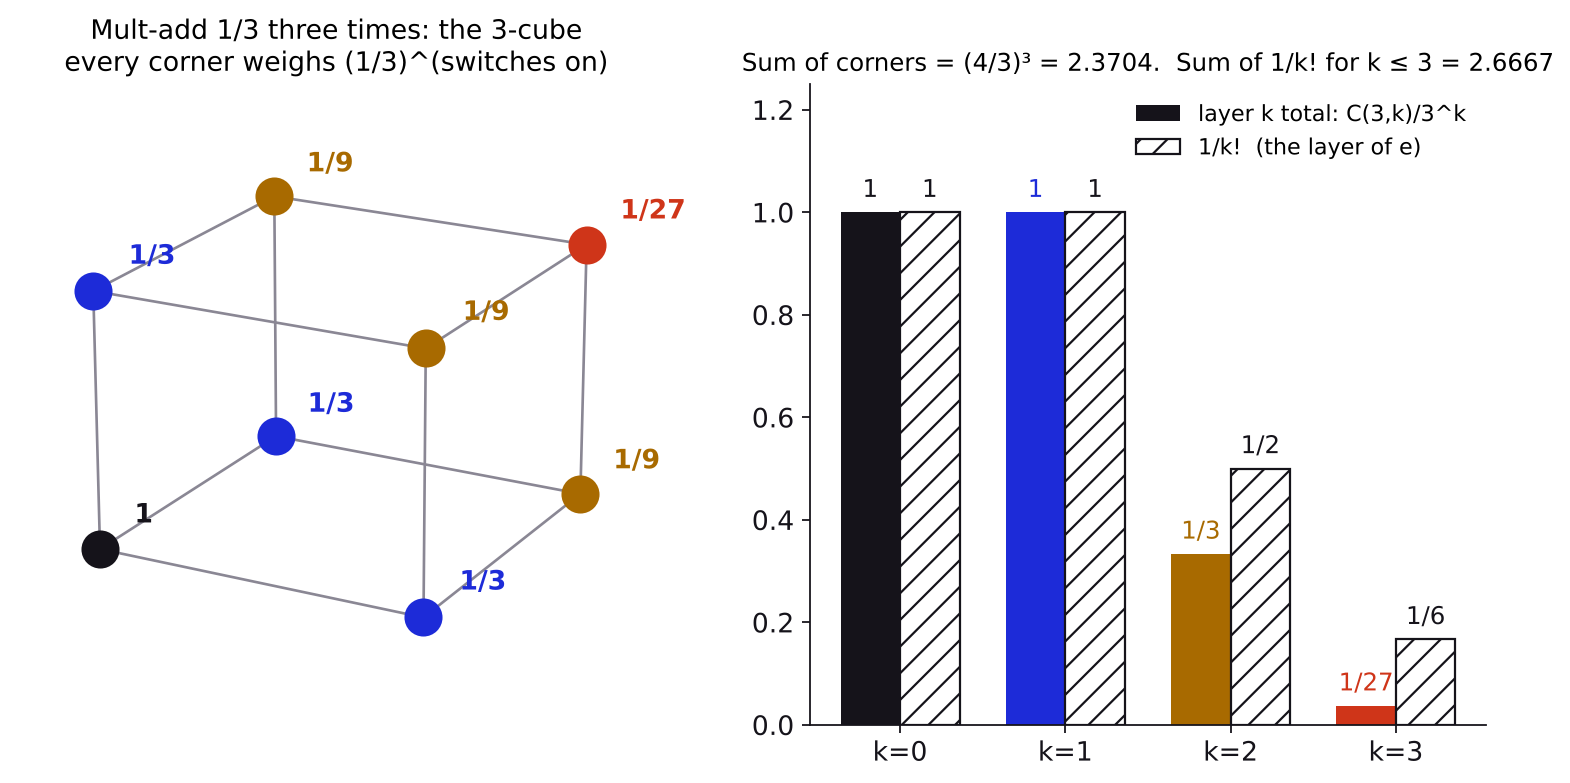 Mult-add 1/3 three times: the 3-cube
every corner weighs (1/3)^(switches on)
1/9
1/27
1/3
1/9
1/3
1/9
1
1/3
Sum of corners = (4/3)³ = 2.3704.  Sum of 1/k! for k ≤ 3 = 2.6667
layer k total: C(3,k)/3^k
1/k!  (the layer of e)
1.2
1.0
0.8
0.6
0.4
0.2
0.0
1
1
1
1
1/3
1/2
1/27
1/6
k=0
k=1
k=2
k=3